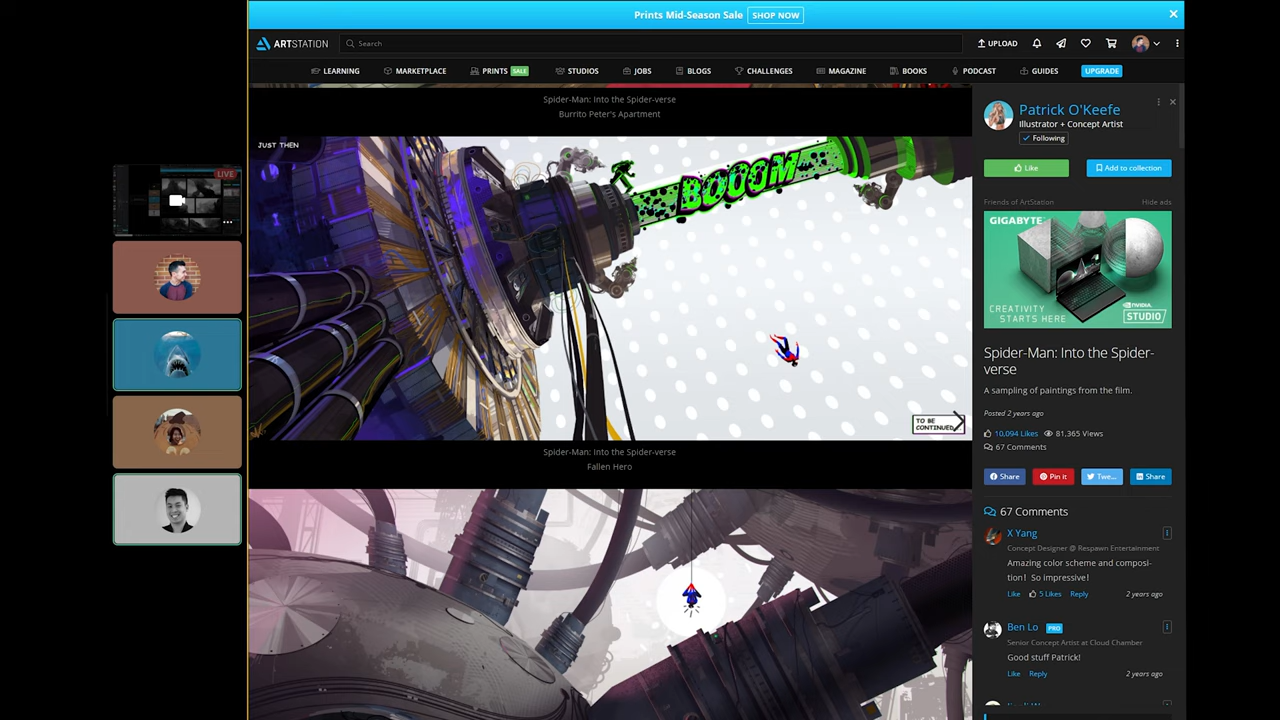 Prints Mid-Season Sale SHOP NOW
ARTSTATION Search UPLOAD
LEARNING MARKETPLACE PRINTS SALE STUDIOS JOBS BLOGS CHALLENGES MAGAZINE BOOKS PODCAST GUIDES UPGRADE
LIVE
Spider-Man: Into the Spider-verse
Burrito Peter's Apartment
JUST THEN
BOOOM
TO BE
CONTINUED
Spider-Man: Into the Spider-verse
Fallen Hero
Patrick O'Keefe
Illustrator + Concept Artist
Following
Like Add to collection
Friends of ArtStation Hide ads
GIGABYTE
CREATIVITY
STARTS HERE
NVIDIA
STUDIO
Spider-Man: Into the Spider-
verse
A sampling of paintings from the film.
Posted 2 years ago
10,094 Likes 81,365 Views
67 Comments
Share Pin it Twe... Share
67 Comments
X Yang
Concept Designer @ Respawn Entertainment
Amazing color scheme and composi-
tion! So impressive!
Like 5 Likes Reply 2 years ago
Ben Lo PRO
Senior Concept Artist at Cloud Chamber
Good stuff Patrick!
Like Reply 2 years ago